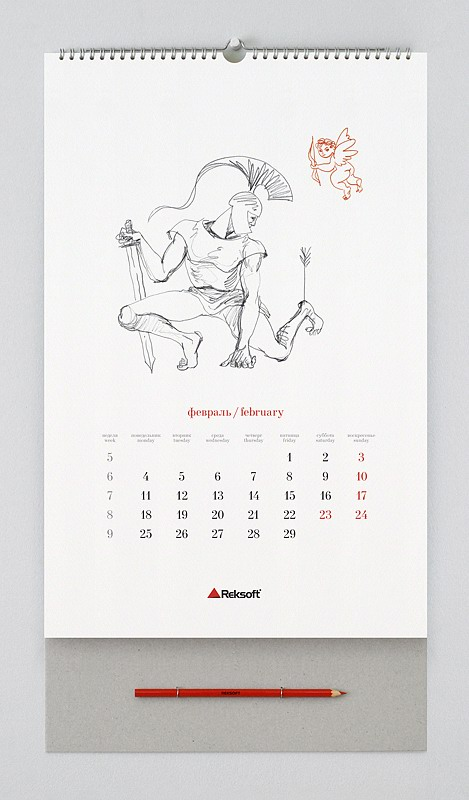 февраль / february
неделя понедельник вторник среда четверг пятница суббота воскресенье
week monday tuesday wednesday thursday friday saturday sunday
5 1 2 3
6 4 5 6 7 8 9 10
7 11 12 13 14 15 16 17
8 18 19 20 21 22 23 24
9 25 26 27 28 29
Reksoft
REKSOFT